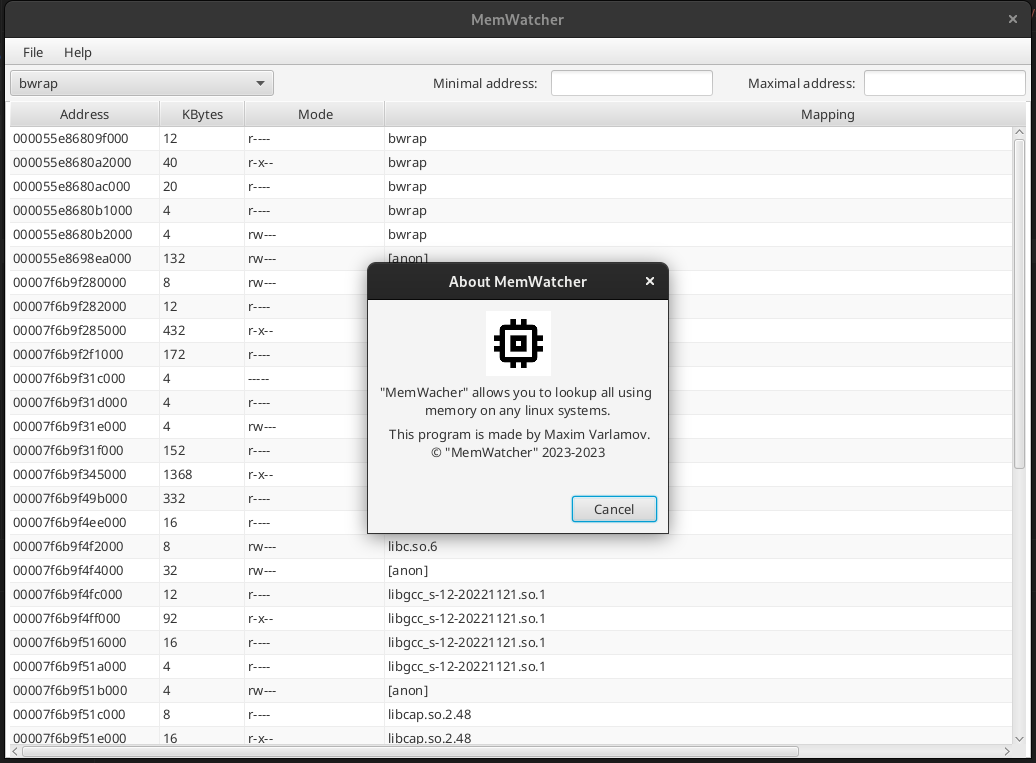 MemWatcher
File Help
bwrap Minimal address: Maximal address:
Address KBytes Mode Mapping
000055e86809f000 12 r---- bwrap
000055e8680a2000 40 r-x-- bwrap
000055e8680ac000 20 r---- bwrap
000055e8680b1000 4 r---- bwrap
000055e8680b2000 4 rw--- bwrap
000055e8698ea000 132 rw--- [anon]
00007f6b9f280000 8 rw---
00007f6b9f282000 12 r----
00007f6b9f285000 432 r-x--
00007f6b9f2f1000 172 r----
00007f6b9f31c000 4 -----
00007f6b9f31d000 4 r----
00007f6b9f31e000 4 rw---
00007f6b9f31f000 152 r----
00007f6b9f345000 1368 r-x--
00007f6b9f49b000 332 r----
00007f6b9f4ee000 16 r----
00007f6b9f4f2000 8 rw--- libc.so.6
00007f6b9f4f4000 32 rw--- [anon]
00007f6b9f4fc000 12 r---- libgcc_s-12-20221121.so.1
00007f6b9f4ff000 92 r-x-- libgcc_s-12-20221121.so.1
00007f6b9f516000 16 r---- libgcc_s-12-20221121.so.1
00007f6b9f51a000 4 r---- libgcc_s-12-20221121.so.1
00007f6b9f51b000 4 rw--- [anon]
00007f6b9f51c000 8 r---- libcap.so.2.48
00007f6b9f51e000 16 r-x-- libcap.so.2.48
About MemWatcher
"MemWacher" allows you to lookup all using
memory on any linux systems.
This program is made by Maxim Varlamov.
© "MemWatcher" 2023-2023
Cancel